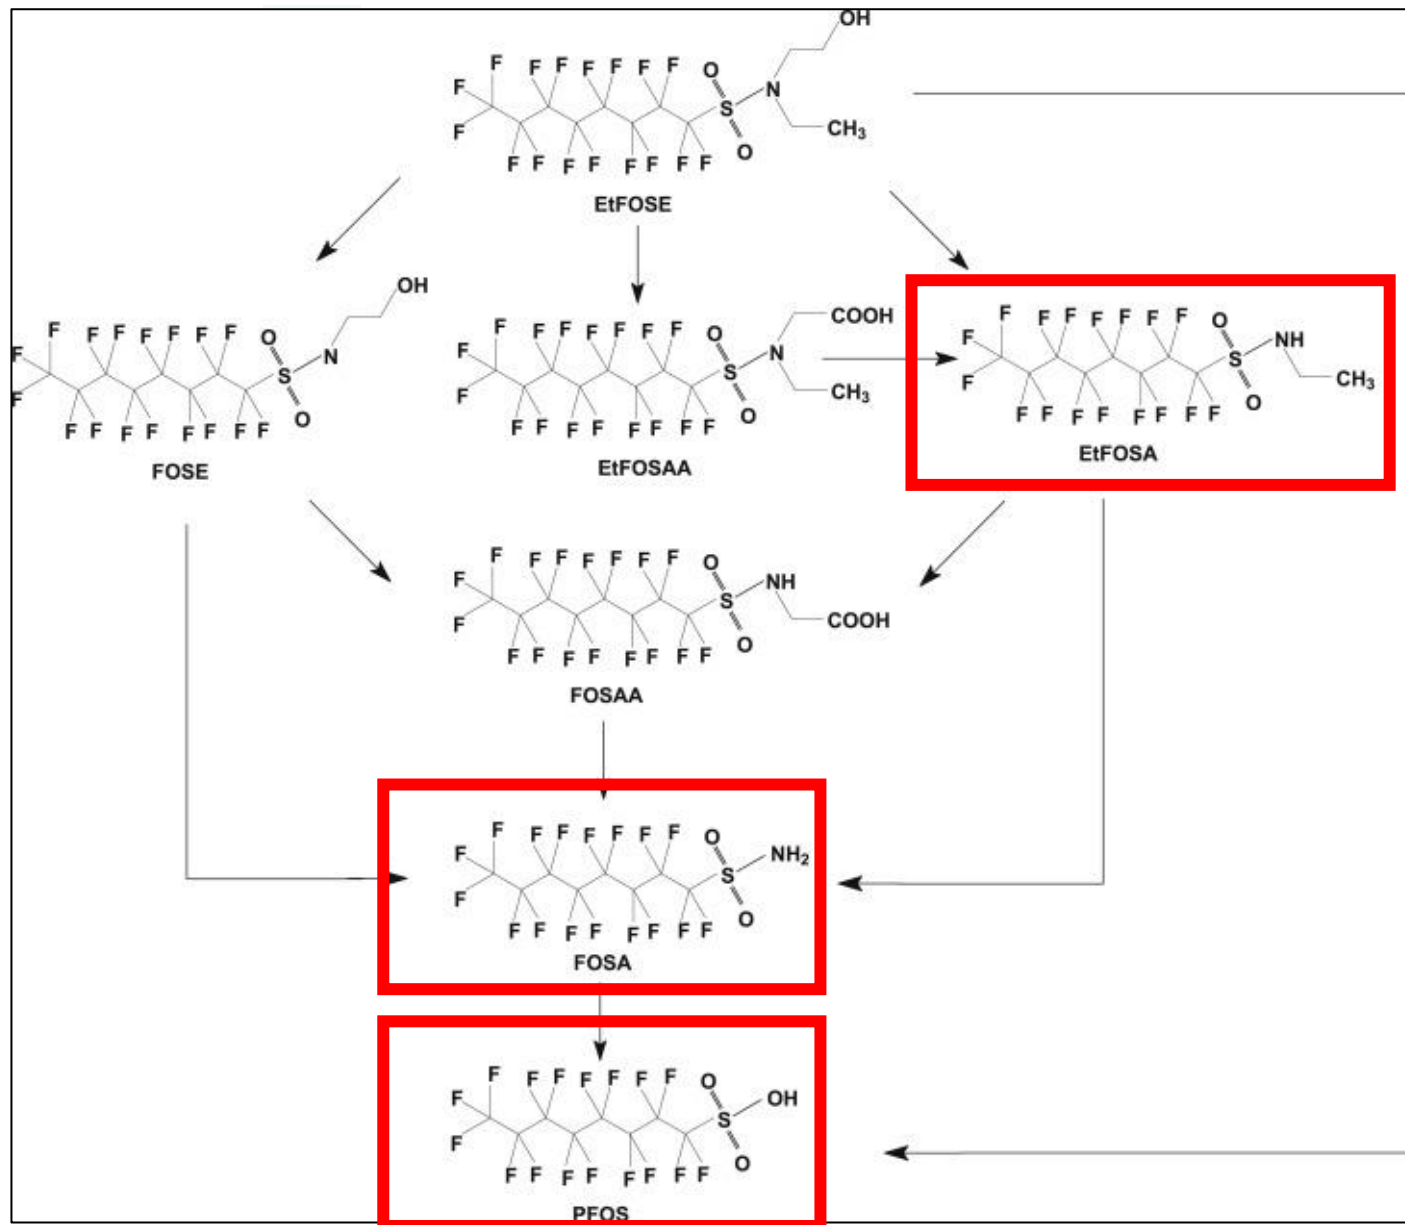 OH
F F F F F F F O
F S N
F CH₃
F F F F F F F F O
EtFOSE
OH
F F F F F F F O
F S N
F O
F F F F F F F F
FOSE
F F F F F F F O COOH
F S N
F CH₃
F F F F F F F F O
EtFOSAA
F F F F F F F O
F S NH
F CH₃
F F F F F F F F O
EtFOSA
F F F F F F F O
F S NH
F COOH
F F F F F F F F O
FOSAA
F F F F F F F O
F S NH₂
F O
F F F F F F F F
FOSA
F F F F F F F O
F S OH
F O
F F F F F F F F
PFOS